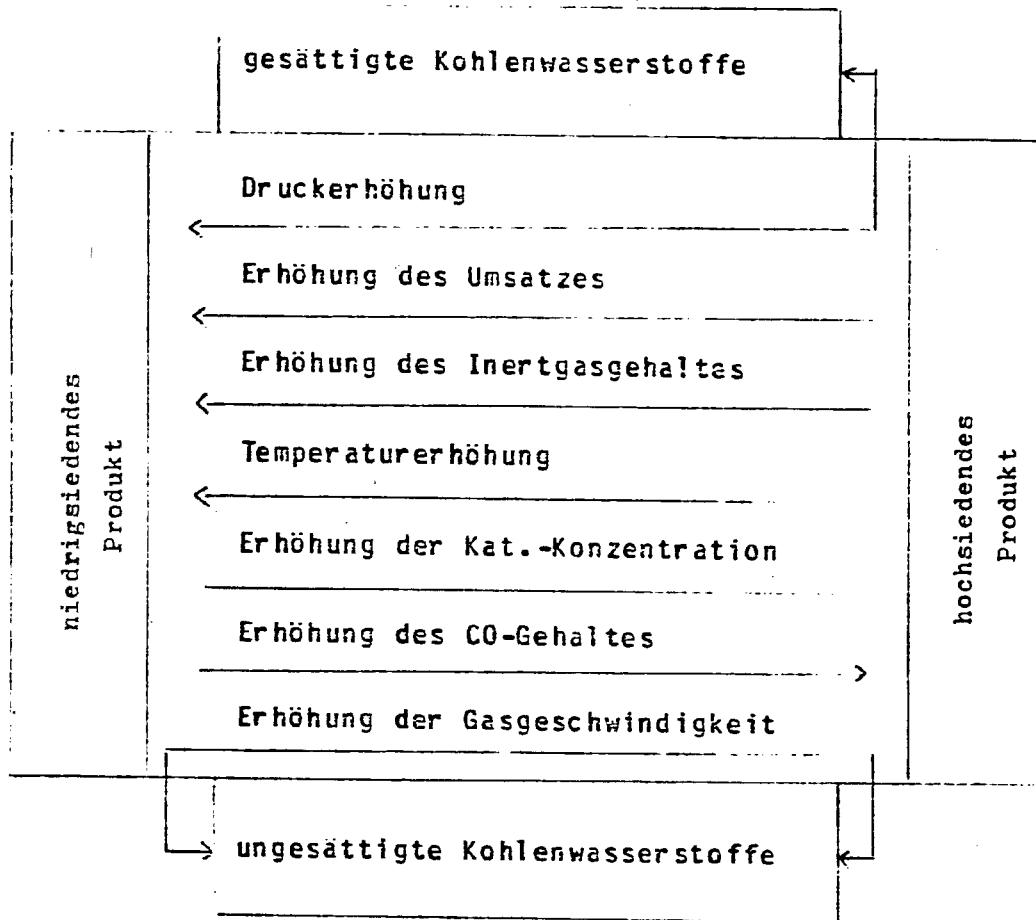 gesättigte Kohlenwasserstoffe
Druckerhöhung
Erhöhung des Umsatzes
Erhöhung des Inertgasgehaltes
Temperaturerhöhung
Erhöhung der Kat.-Konzentration
Erhöhung des CO-Gehaltes
Erhöhung der Gasgeschwindigkeit
ungesättigte Kohlenwasserstoffe
niedrigsiedendes
Produkt
hochsiedendes
Produkt